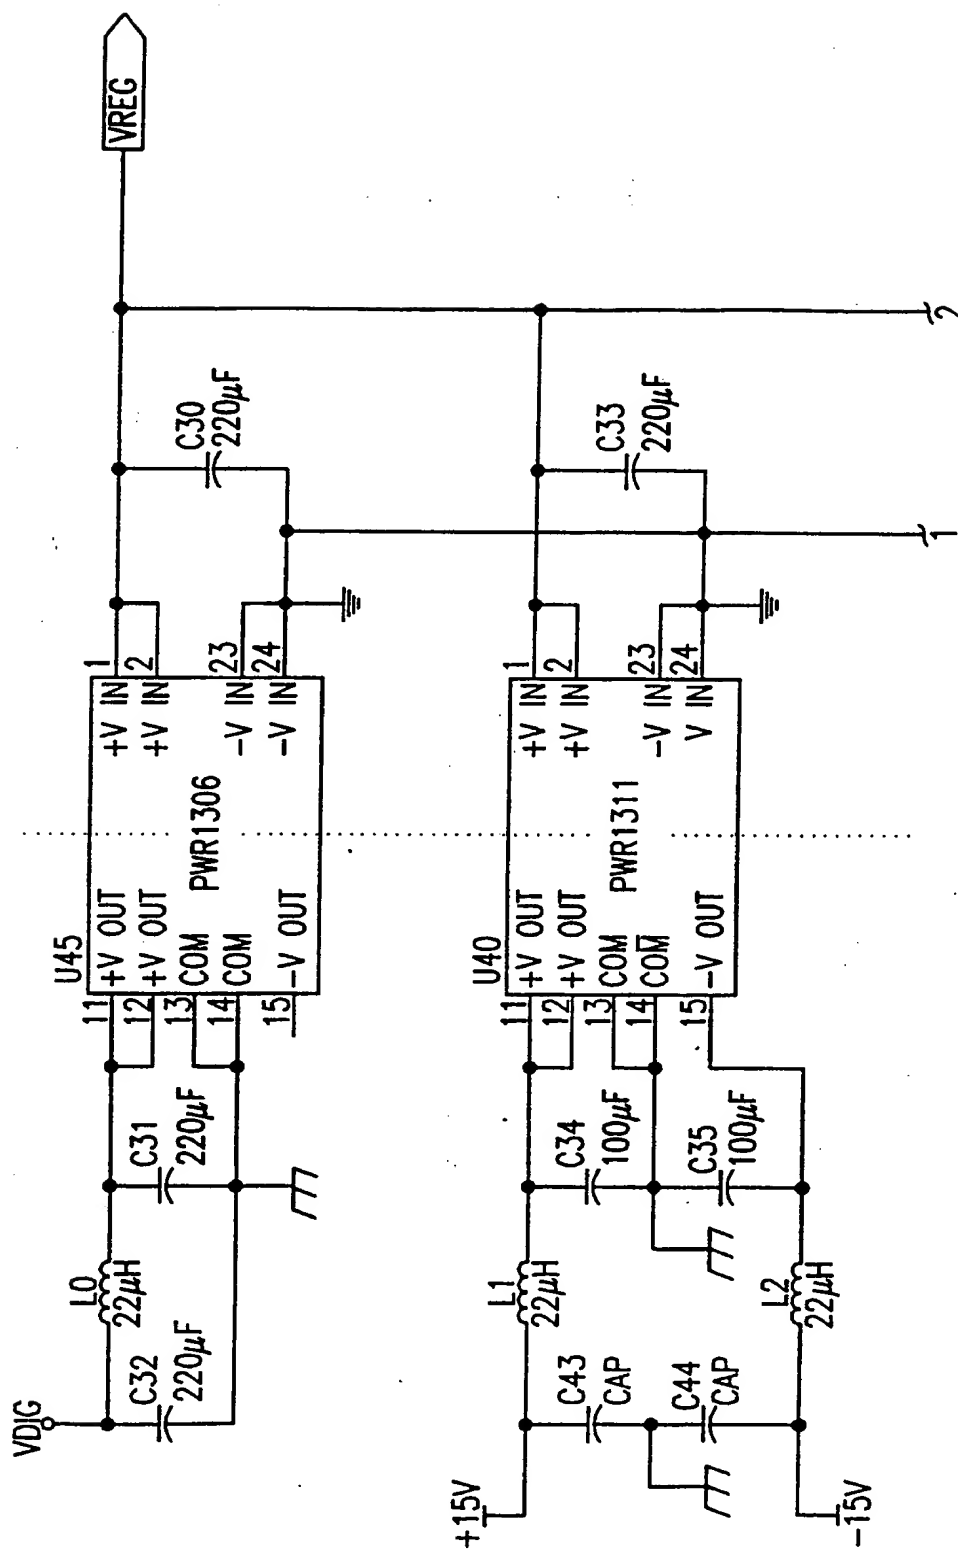 VREG
C30
220μF
C33
220μF
2
1
1
+V IN
2
+V IN
23
-V IN
24
-V IN
PWR1306
U45
11
+V OUT
12
+V OUT
13
COM
14
COM
15
-V OUT
1
+V IN
2
+V IN
23
-V IN
24
V IN
PWR1311
U40
11
+V OUT
12
+V OUT
13
COM
14
COM̅
15
-V OUT
C31
220μF
L0
22μH
C32
220μF
VDIG
C34
100μF
C35
100μF
L1
22μH
L2
22μH
C43
CAP
C44
CAP
+15V
-15V